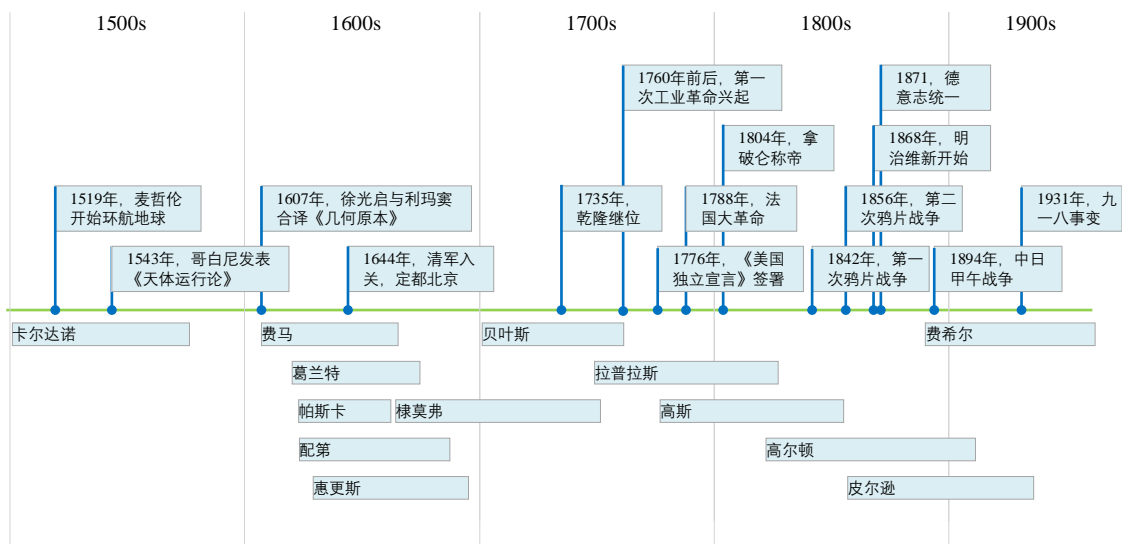 1500s
1600s
1700s
1800s
1900s
1760年前后，第一
次工业革命兴起
1871，德
意志统一
1804年，拿
破仑称帝
1868年，明
治维新开始
1519年，麦哲伦
开始环航地球
1607年，徐光启与利玛窦
合译《几何原本》
1735年，
乾隆继位
1788年，法
国大革命
1856年，第二
次鸦片战争
1931年，九
一八事变
1543年，哥白尼发表
《天体运行论》
1644年，清军入
关，定都北京
1776年，《美国
独立宣言》签署
1842年，第一
次鸦片战争
1894年，中日
甲午战争
卡尔达诺
费马
贝叶斯
费希尔
葛兰特
拉普拉斯
帕斯卡
棣莫弗
高斯
配第
高尔顿
惠更斯
皮尔逊